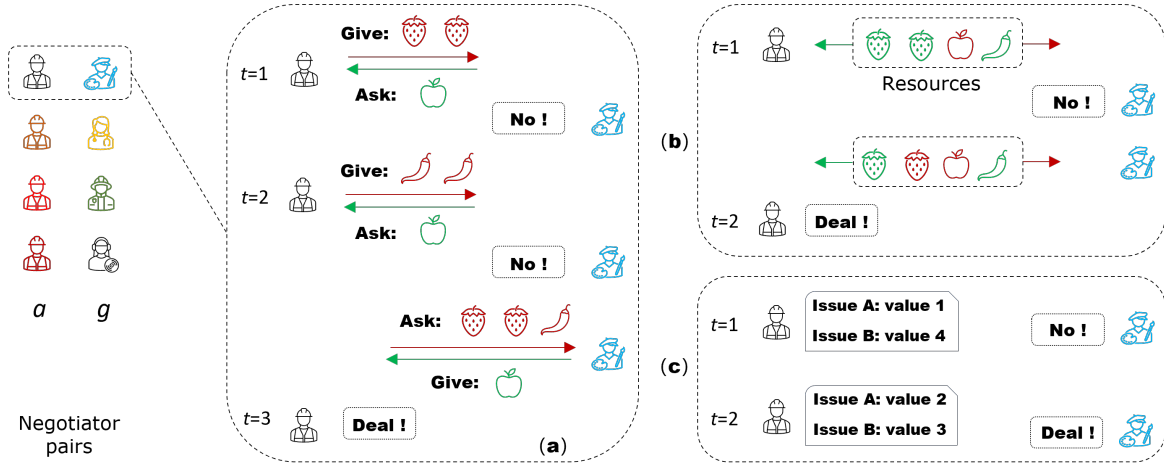 a g
Negotiator
pairs
t=1
Give:
Ask:
No !
t=2
Give:
Ask:
No !
Ask:
Give:
t=3
Deal !
(a)
t=1
Resources
No !
(b)
t=2
Deal !
t=1
Issue A: value 1
Issue B: value 4
No !
(c)
t=2
Issue A: value 2
Issue B: value 3
Deal !